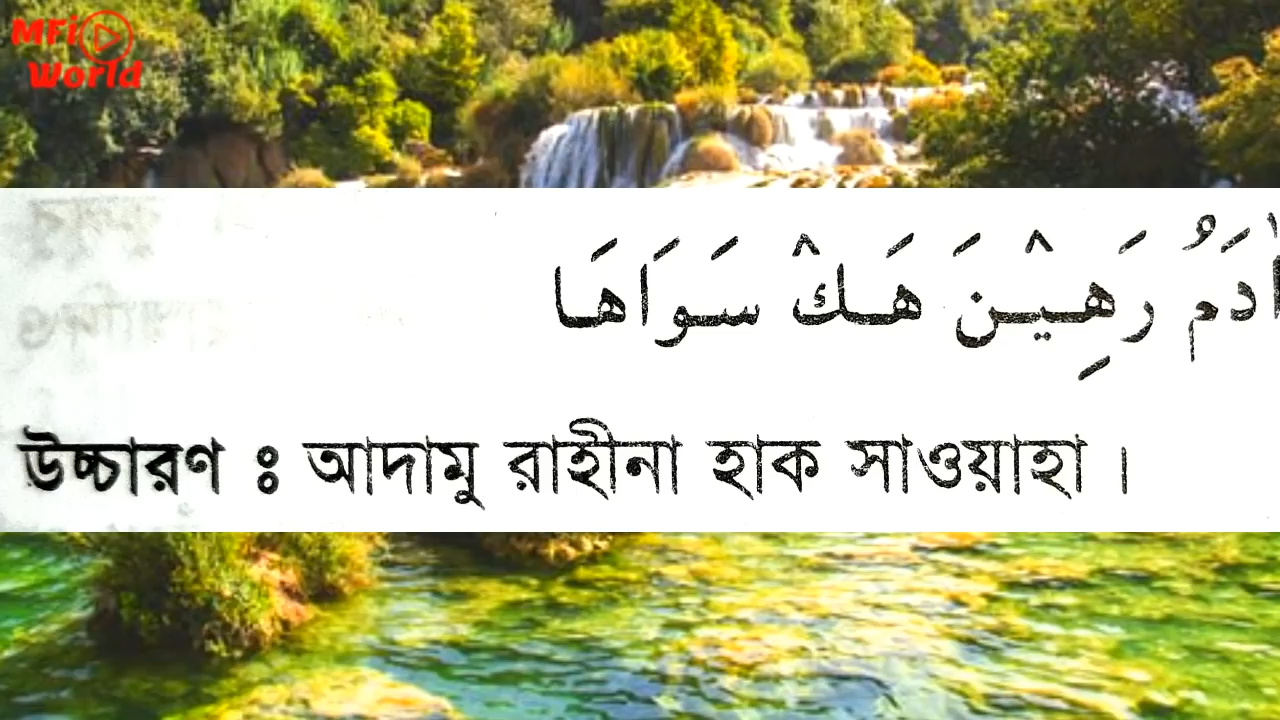 MFi World
اٰدَمُ رَهِيْنَ هَكْ سَوَاهَا
উচ্চারণ ঃ আদামু রাহীনা হাক সাওয়াহা।